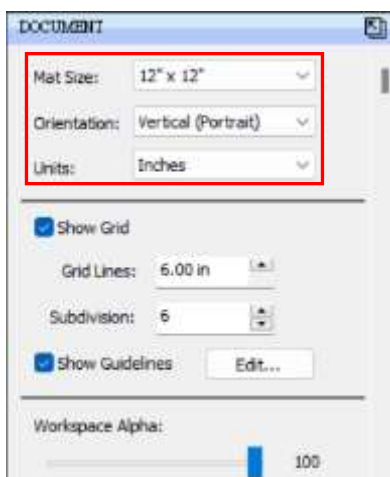 DOCUMENT
Mat Size: 12" x 12"
Orientation: Vertical (Portrait)
Units: Inches
Show Grid
Grid Lines: 6.00 in
Subdivision: 6
Show Guidelines Edit...
Workspace Alpha:
100